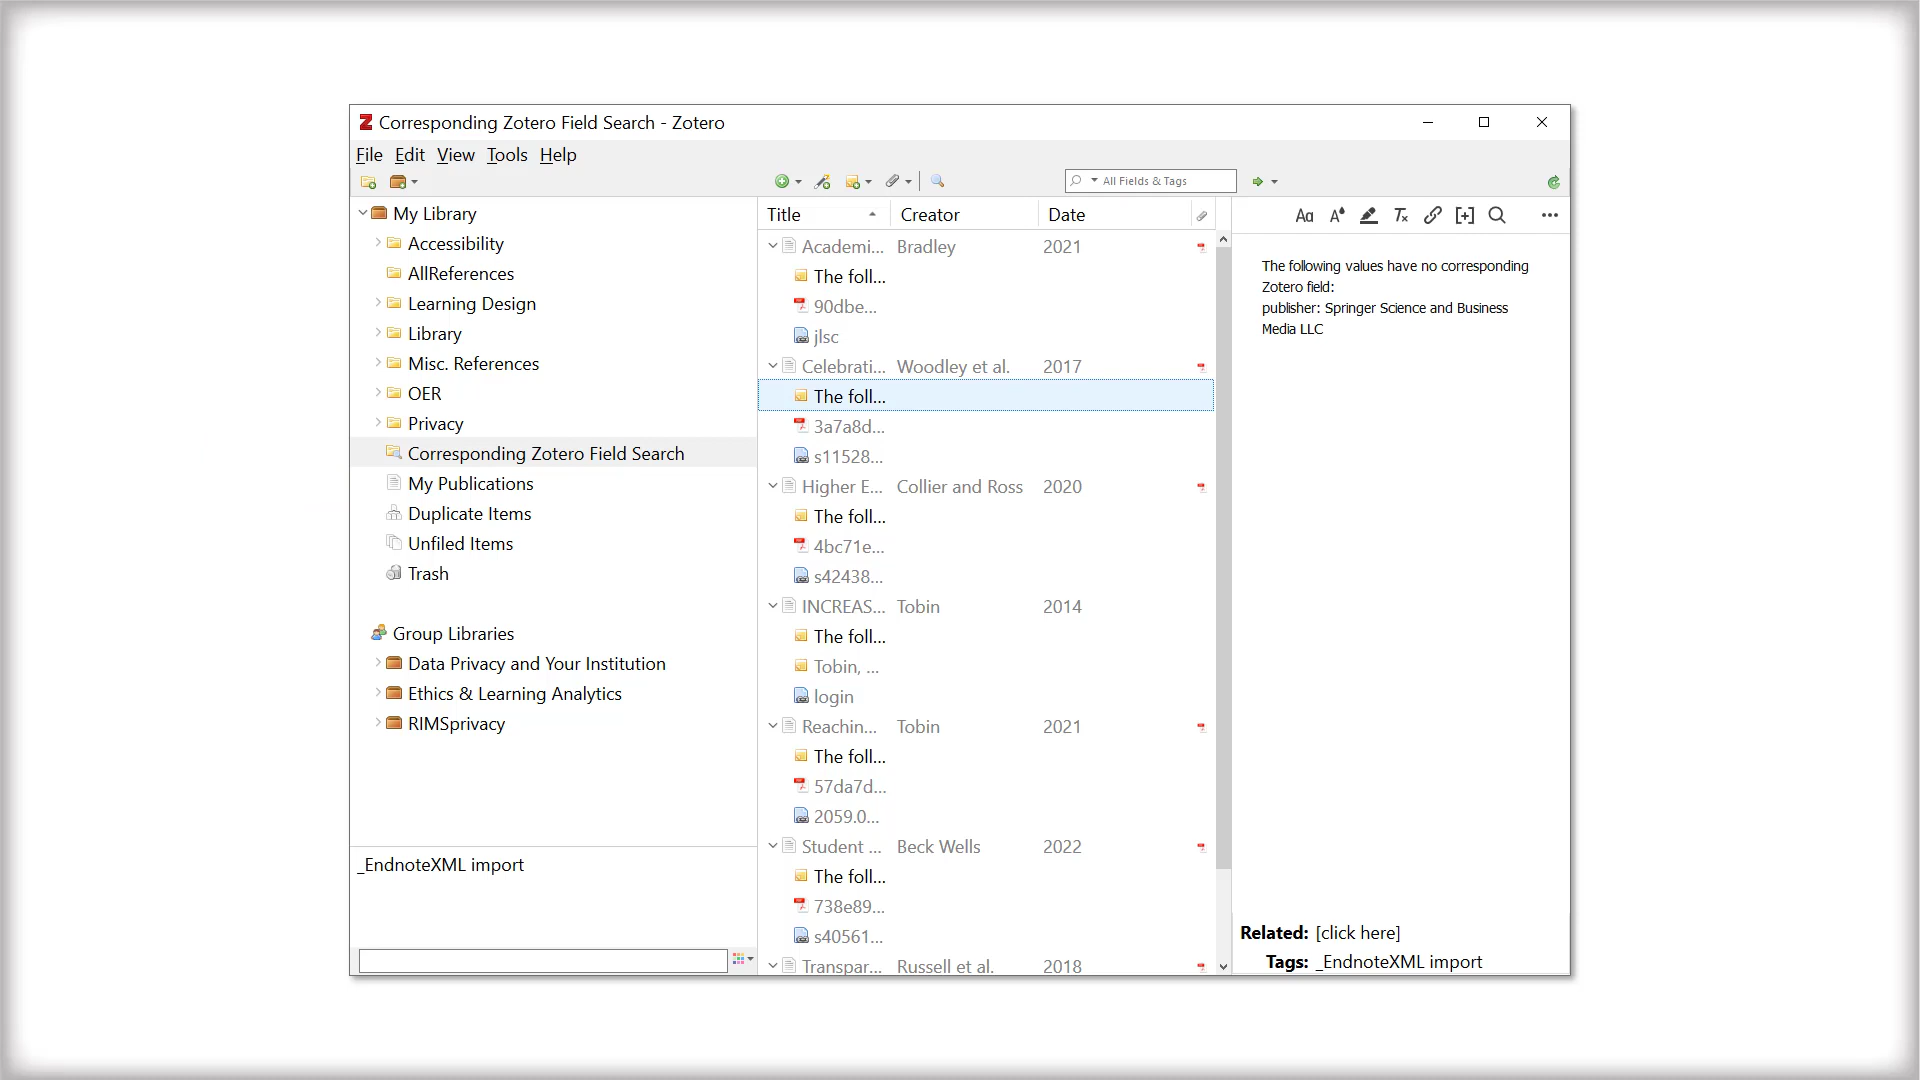 Corresponding Zotero Field Search - Zotero
File Edit View Tools Help
All Fields & Tags
My Library
Accessibility
AllReferences
Learning Design
Library
Misc. References
OER
Privacy
Corresponding Zotero Field Search
My Publications
Duplicate Items
Unfiled Items
Trash
Group Libraries
Data Privacy and Your Institution
Ethics & Learning Analytics
RIMSprivacy
_EndnoteXML import
Title Creator Date
Academi... Bradley 2021
The foll...
90dbe...
jlsc
Celebrati... Woodley et al. 2017
The foll...
3a7a8d...
s11528...
Higher E... Collier and Ross 2020
The foll...
4bc71e...
s42438...
INCREAS... Tobin 2014
The foll...
Tobin, ...
login
Reachin... Tobin 2021
The foll...
57da7d...
2059.0...
Student ... Beck Wells 2022
The foll...
738e89...
s40561...
Transpar... Russell et al. 2018
The following values have no corresponding
Zotero field:
publisher: Springer Science and Business
Media LLC
Related: [click here]
Tags: _EndnoteXML import